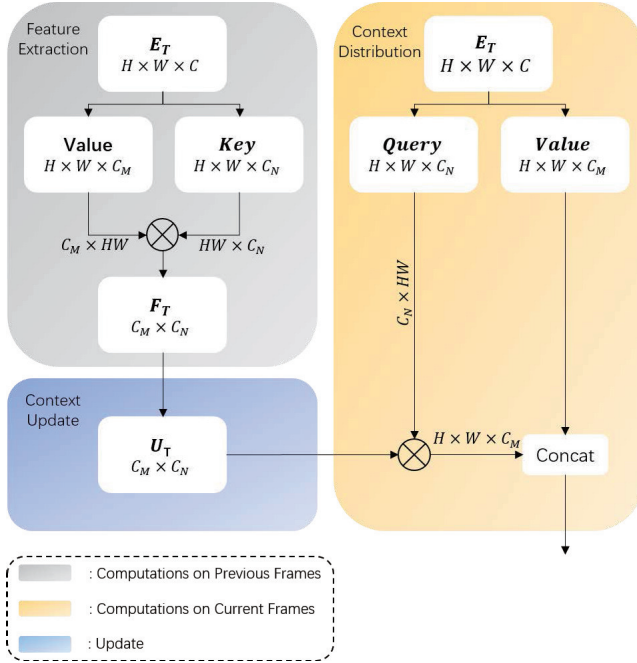 Feature
Extraction
E_T
H × W × C
Value
H × W × C_M
Key
H × W × C_N
C_M × HW
HW × C_N
F_T
C_M × C_N
Context
Update
U_T
C_M × C_N
Context
Distribution
E_T
H × W × C
Query
H × W × C_N
Value
H × W × C_M
C_N × HW
H × W × C_M
Concat
: Computations on Previous Frames
: Computations on Current Frames
: Update